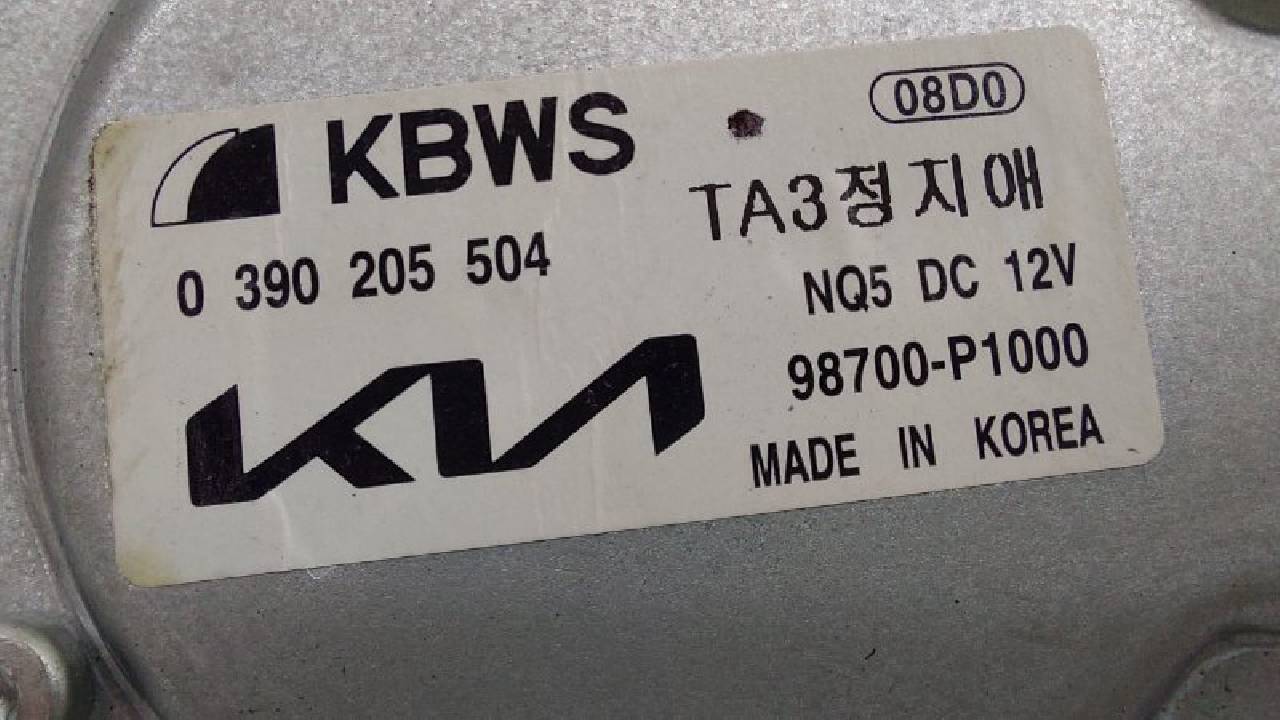 KBWS
08D0
TA3정지애
0 390 205 504
NQ5 DC 12V
KIA
98700-P1000
MADE IN KOREA